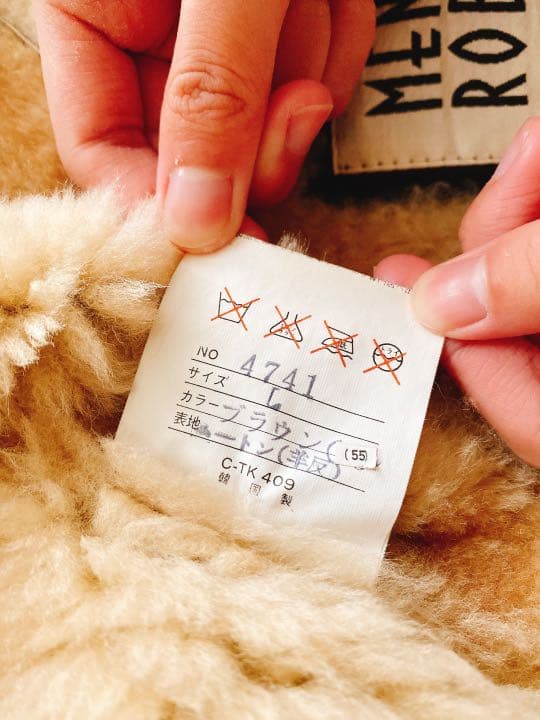 MEN
ROB
NO 4741
サイズ L
カラー ブラウン
(55)
表地 ムートン(羊皮)
C-TK 409
韓国製